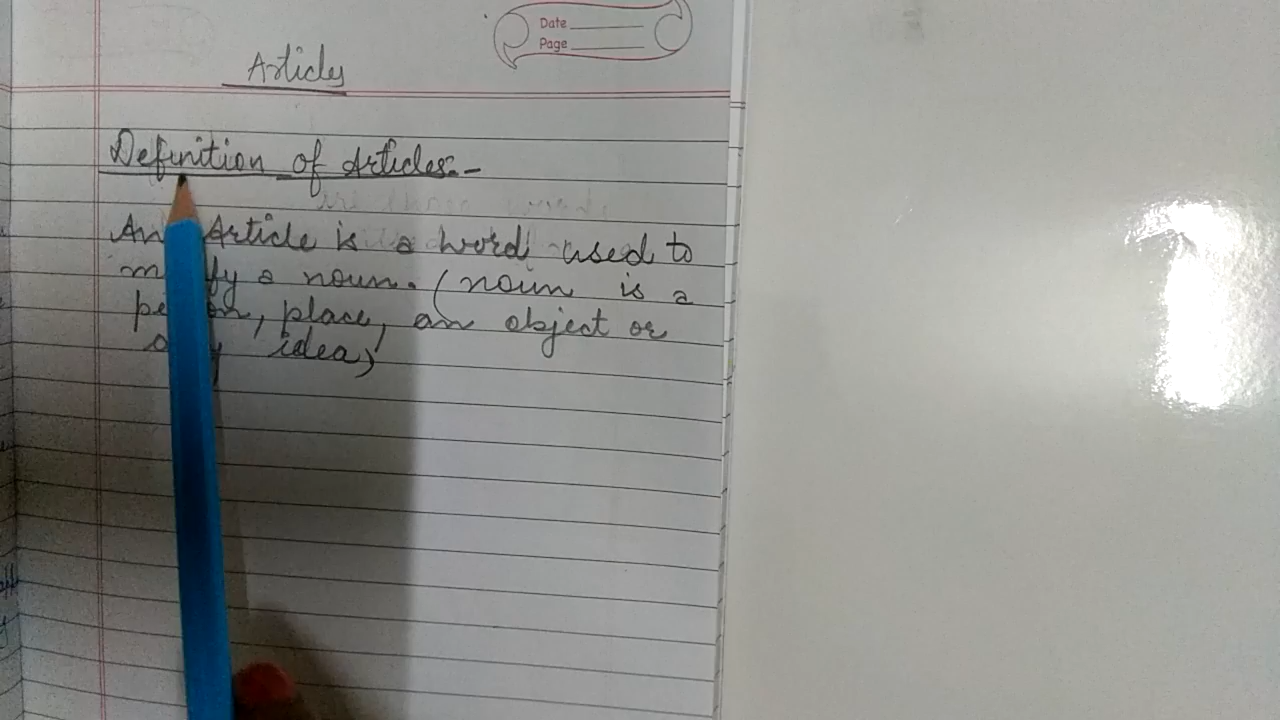 Date
Page
Articles
Definition of Articles:-
An Article is a word used to
a noun. (noun is a
place, an object or
idea)